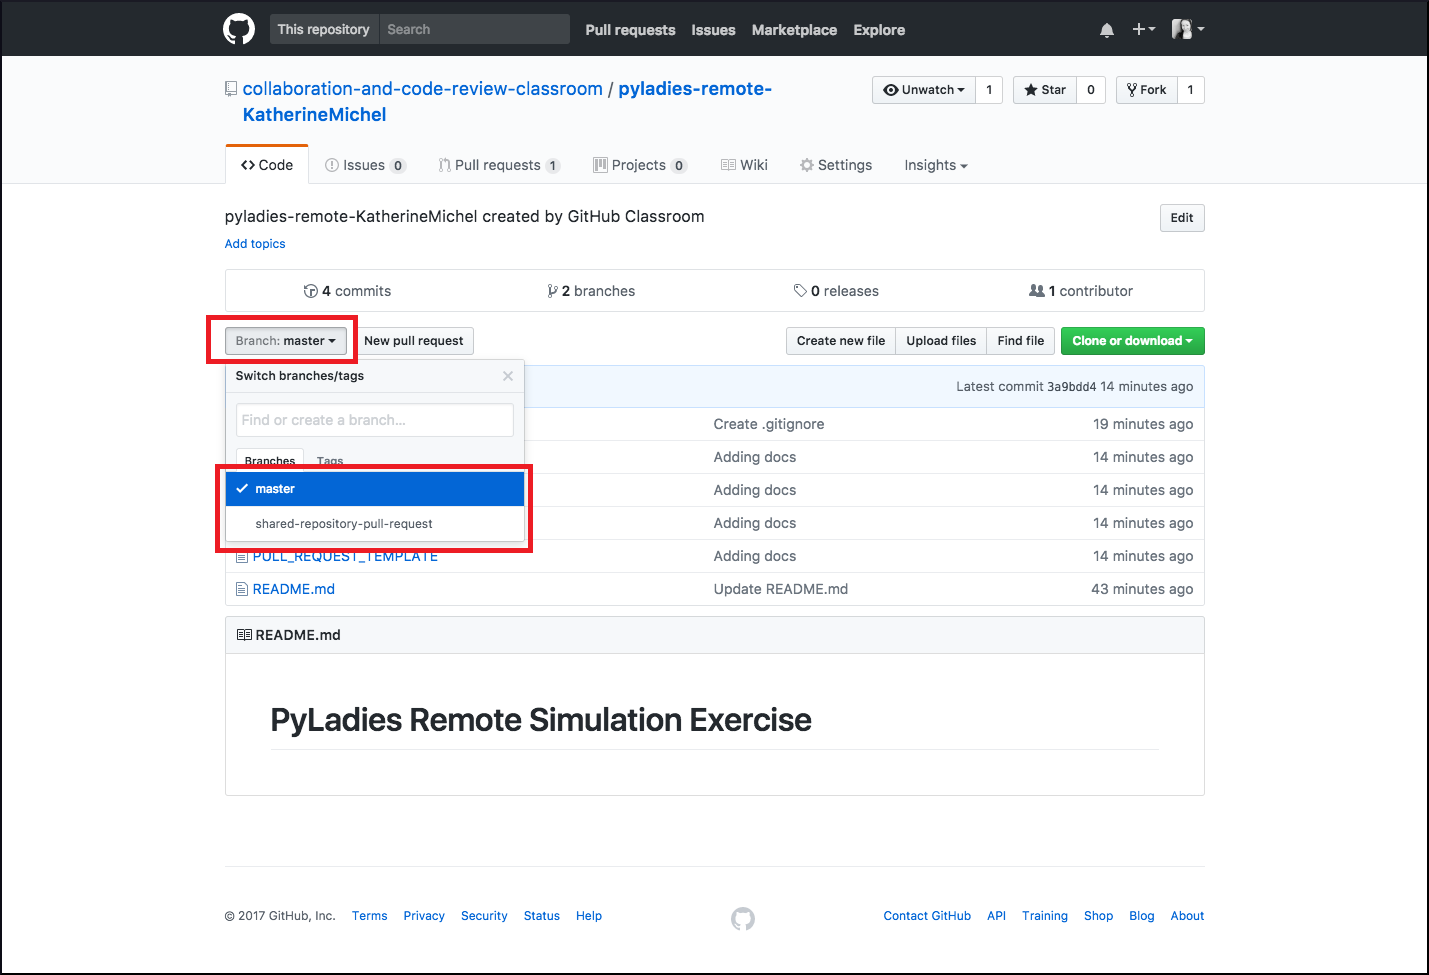 This repository Search Pull requests Issues Marketplace Explore
collaboration-and-code-review-classroom / pyladies-remote-
KatherineMichel
Unwatch 1 Star 0 Fork 1
Code Issues 0 Pull requests 1 Projects 0 Wiki Settings Insights
pyladies-remote-KatherineMichel created by GitHub Classroom
Edit
Add topics
4 commits 2 branches 0 releases 1 contributor
Branch: master New pull request Create new file Upload files Find file Clone or download
Switch branches/tags
Latest commit 3a9bdd4 14 minutes ago
Find or create a branch...
Create .gitignore 19 minutes ago
Branches Tags
Adding docs 14 minutes ago
master
Adding docs 14 minutes ago
shared-repository-pull-request
Adding docs 14 minutes ago
PULL_REQUEST_TEMPLATE Adding docs 14 minutes ago
README.md Update README.md 43 minutes ago
README.md
PyLadies Remote Simulation Exercise
© 2017 GitHub, Inc. Terms Privacy Security Status Help Contact GitHub API Training Shop Blog About